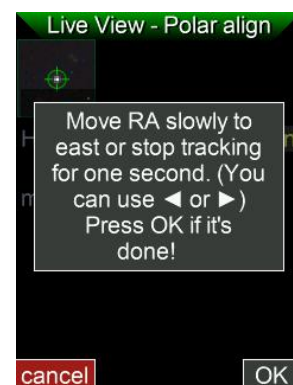 Live View - Polar align
Move RA slowly to
east or stop tracking
for one second. (You
can use ◄ or ►)
Press OK if it's
done!
cancel
OK